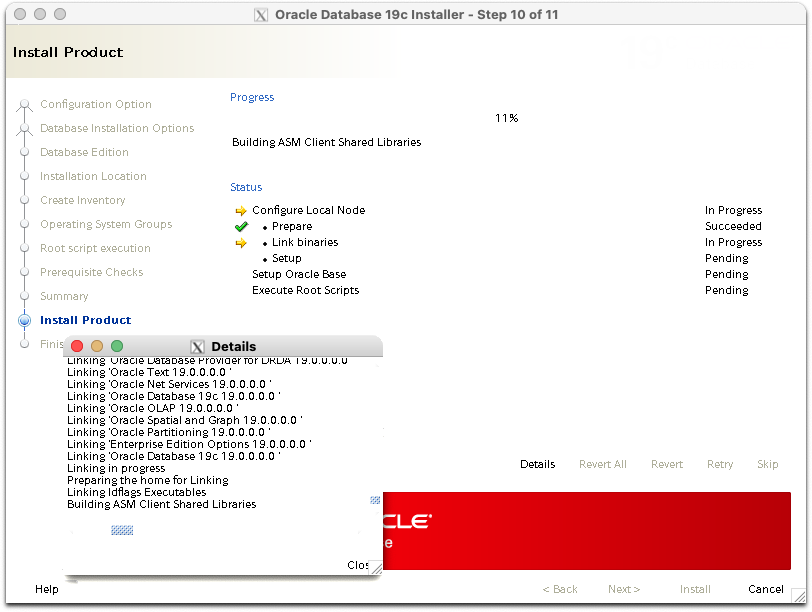 Oracle Database 19c Installer - Step 10 of 11
Install Product
Configuration Option
Database Installation Options
Database Edition
Installation Location
Create Inventory
Operating System Groups
Root script execution
Prerequisite Checks
Summary
Install Product
Finis
Progress
11%
Building ASM Client Shared Libraries
Status
Configure Local Node In Progress
• Prepare Succeeded
• Link binaries In Progress
• Setup Pending
Setup Oracle Base Pending
Execute Root Scripts Pending
Details
Linking 'Oracle Database Provider for DRDA 19.0.0.0.0
Linking 'Oracle Text 19.0.0.0.0 '
Linking 'Oracle Net Services 19.0.0.0.0 '
Linking 'Oracle Database 19c 19.0.0.0.0 '
Linking 'Oracle OLAP 19.0.0.0.0 '
Linking 'Oracle Spatial and Graph 19.0.0.0.0 '
Linking 'Oracle Partitioning 19.0.0.0.0 '
Linking 'Enterprise Edition Options 19.0.0.0.0 '
Linking 'Oracle Database 19c 19.0.0.0.0 '
Linking in progress
Preparing the home for Linking
Linking ldflags Executables
Building ASM Client Shared Libraries
Clos
Details Revert All Revert Retry Skip
CLE
e
Help < Back Next > Install Cancel